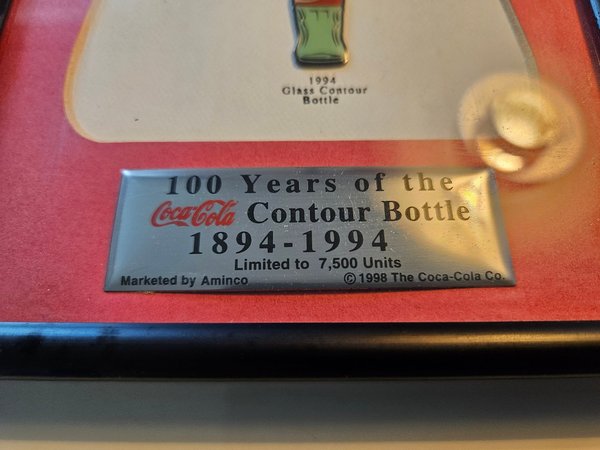 1994
Glass Contour
Bottle
100 Years of the
Coca-Cola Contour Bottle
1894-1994
Limited to 7,500 Units
Marketed by Aminco © 1998 The Coca-Cola Co.